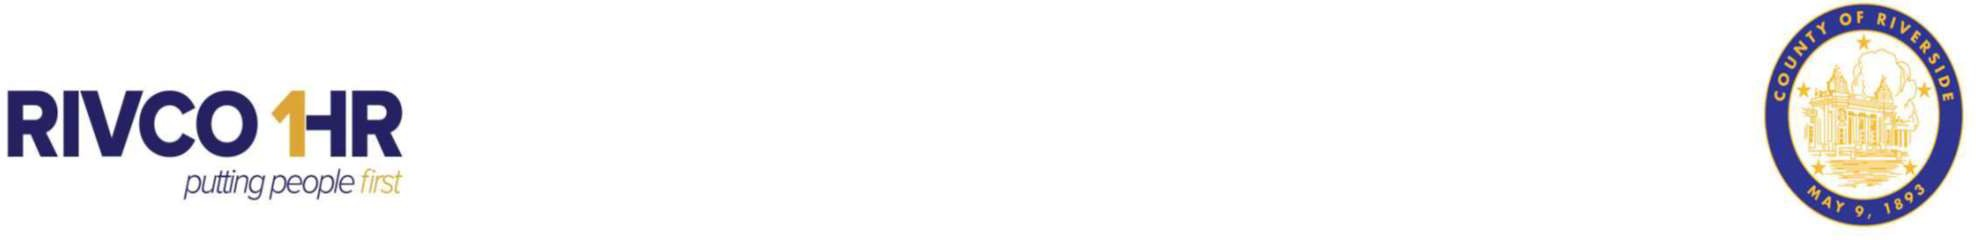 RIVCO 1HR
putting people first
COUNTY OF RIVERSIDE
MAY 9, 1893